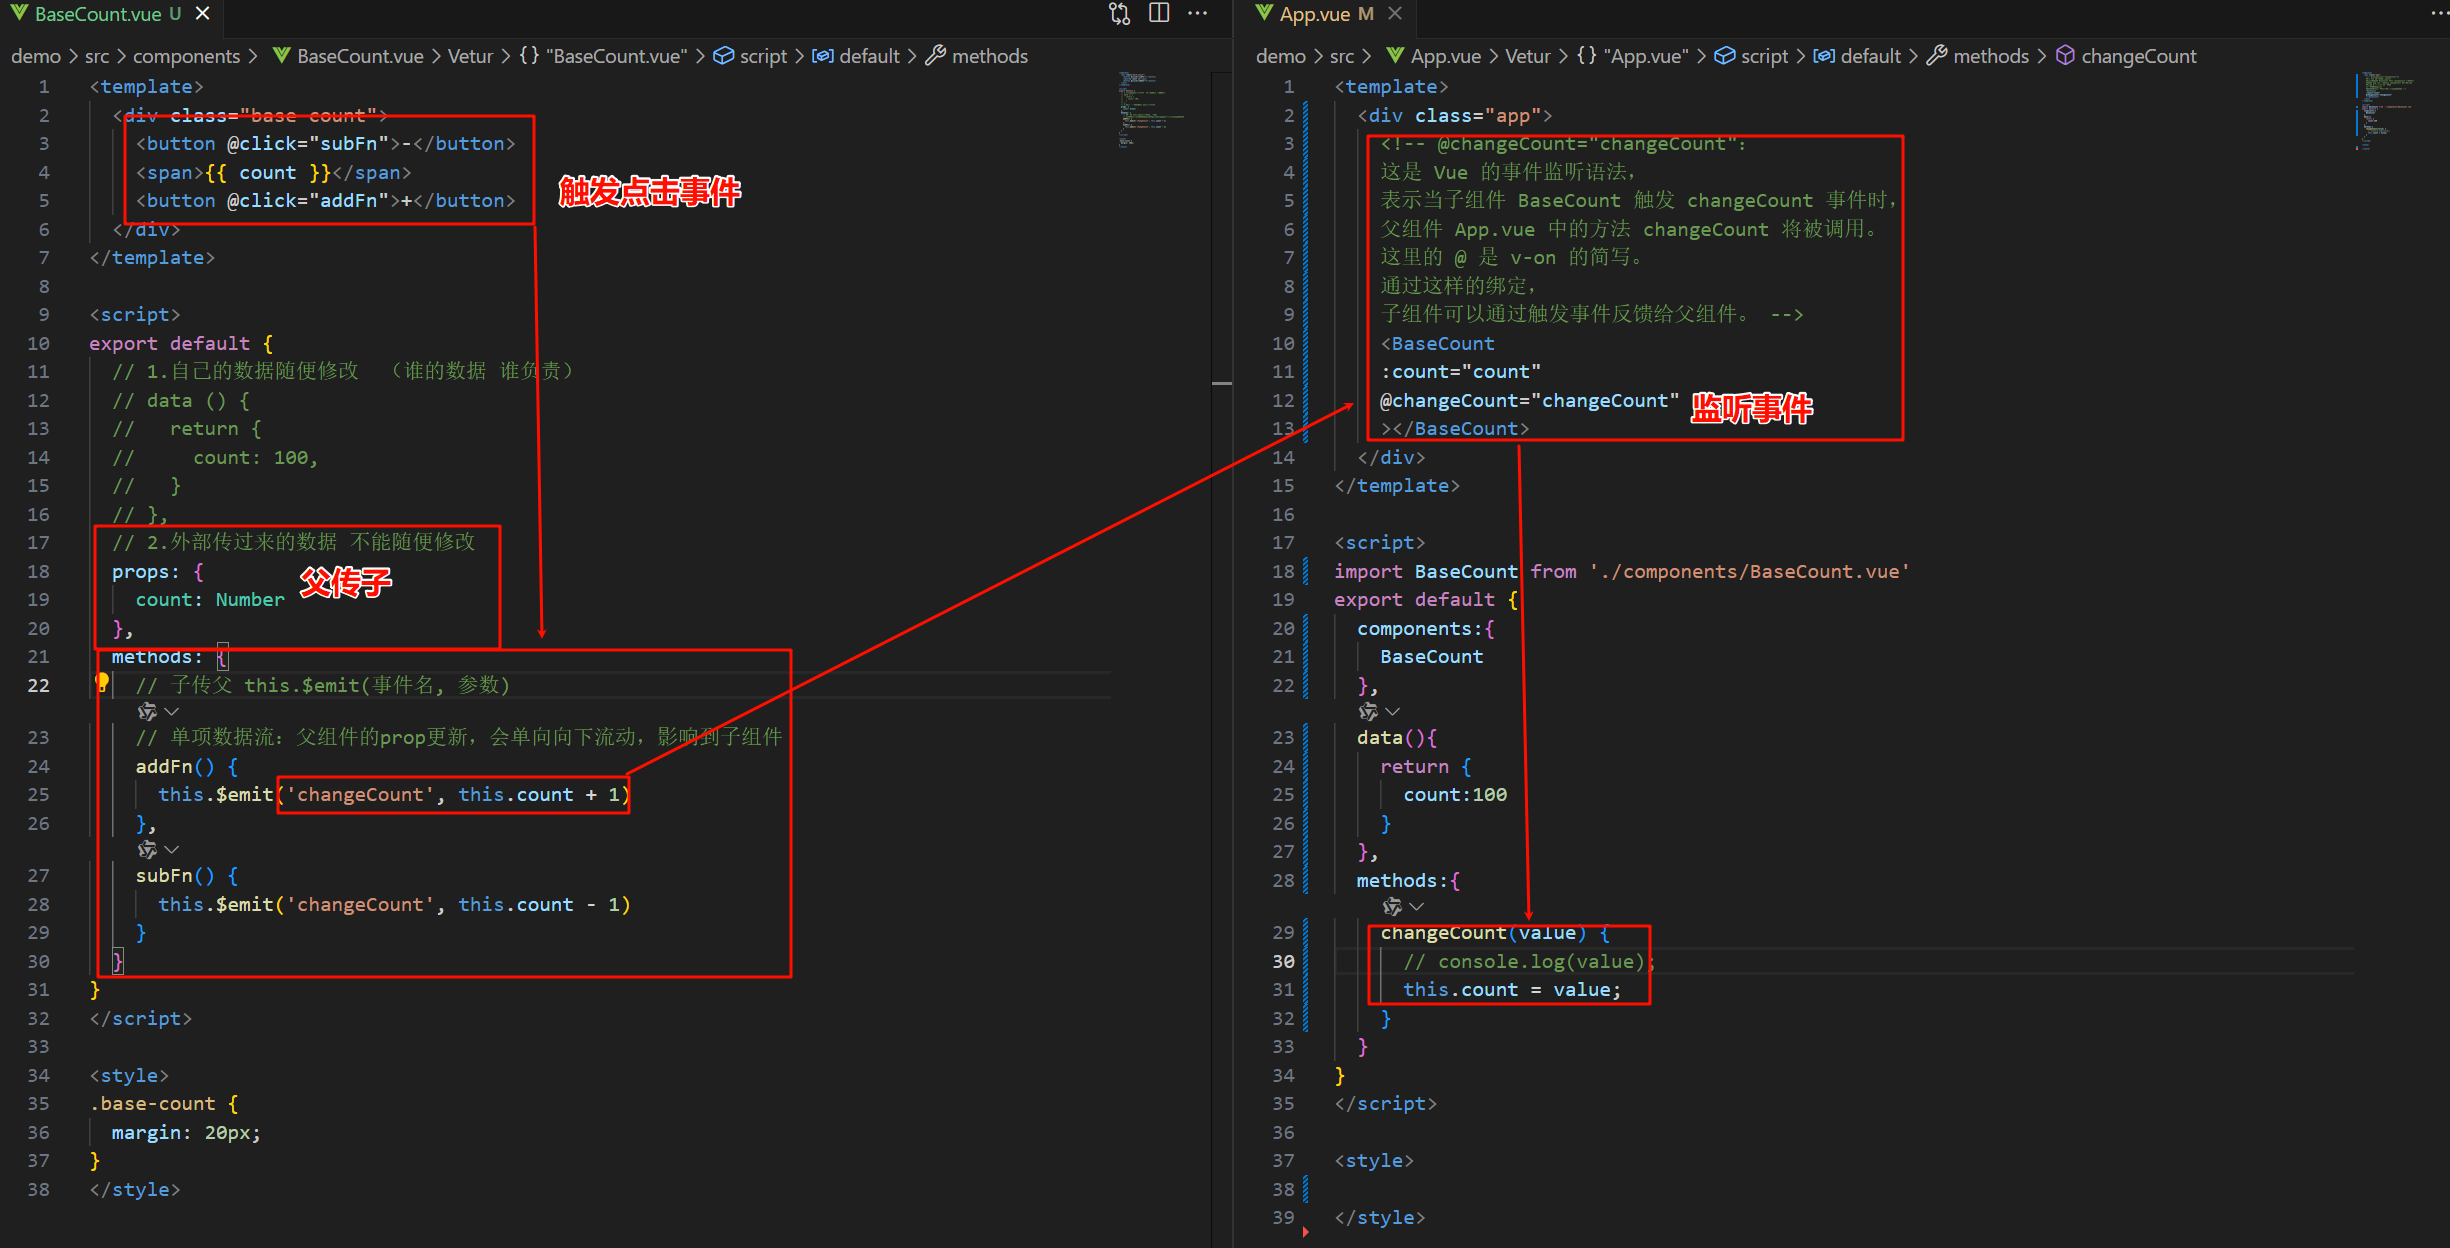 BaseCount.vue U
demo > src > components > BaseCount.vue > Vetur > {} "BaseCount.vue" > script > default > methods
1 <template>
2 <div class="base-count">
3 <button @click="subFn">-</button>
4 <span>{{ count }}</span>
5 <button @click="addFn">+</button>
触发点击事件
6 </div>
7 </template>
8
9 <script>
10 export default {
11 // 1.自己的数据随便修改 （谁的数据 谁负责）
12 // data () {
13 // return {
14 // count: 100,
15 // }
16 // },
17 // 2.外部传过来的数据 不能随便修改
18 props: {
父传子
19 count: Number
20 },
21 methods: {
22 // 子传父 this.$emit(事件名, 参数)
23 // 单项数据流：父组件的prop更新，会单向向下流动，影响到子组件
24 addFn() {
25 this.$emit('changeCount', this.count + 1)
26 },
27 subFn() {
28 this.$emit('changeCount', this.count - 1)
29 }
30 }
31 }
32 </script>
33
34 <style>
35 .base-count {
36 margin: 20px;
37 }
38 </style>
App.vue M
demo > src > App.vue > Vetur > {} "App.vue" > script > default > methods > changeCount
1 <template>
2 <div class="app">
3 <!-- @changeCount="changeCount"：
4 这是 Vue 的事件监听语法，
5 表示当子组件 BaseCount 触发 changeCount 事件时，
6 父组件 App.vue 中的方法 changeCount 将被调用。
7 这里的 @ 是 v-on 的简写。
8 通过这样的绑定，
9 子组件可以通过触发事件反馈给父组件。 -->
10 <BaseCount
11 :count="count"
12 @changeCount="changeCount"
监听事件
13 ></BaseCount>
14 </div>
15 </template>
16
17 <script>
18 import BaseCount from './components/BaseCount.vue'
19 export default {
20 components:{
21 BaseCount
22 },
23 data(){
24 return {
25 count:100
26 }
27 },
28 methods:{
29 changeCount(value) {
30 // console.log(value);
31 this.count = value;
32 }
33 }
34 }
35 </script>
36
37 <style>
38
39 </style>